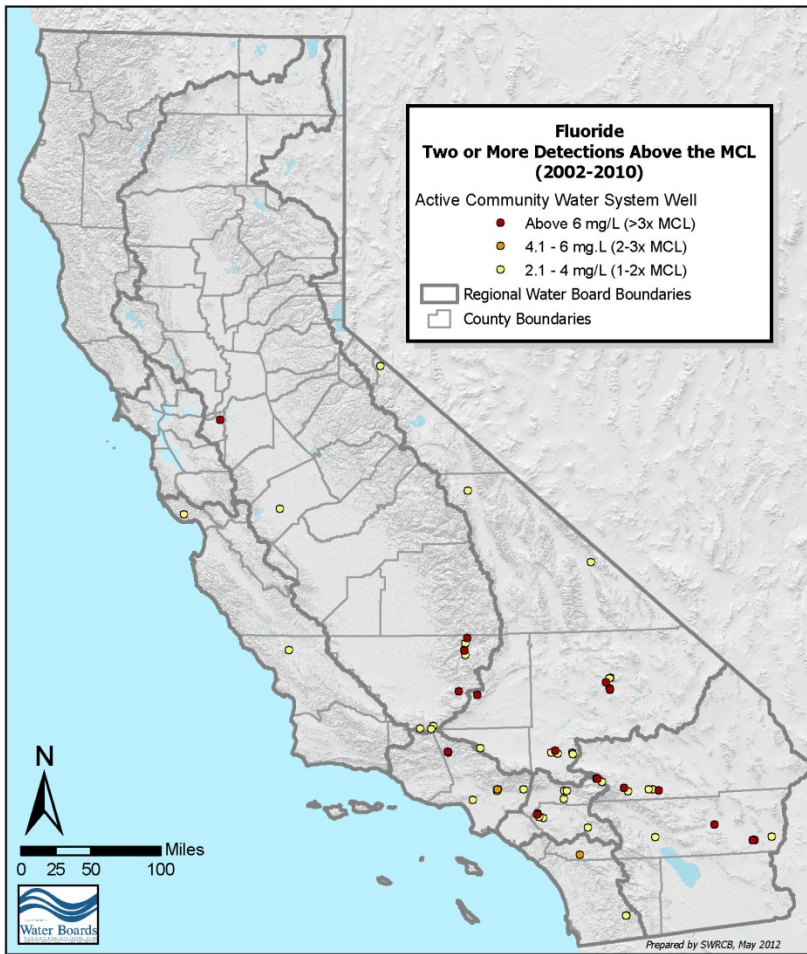 Fluoride
Two or More Detections Above the MCL
(2002-2010)
Active Community Water System Well
Above 6 mg/L (>3x MCL)
4.1 - 6 mg.L (2-3x MCL)
2.1 - 4 mg/L (1-2x MCL)
Regional Water Board Boundaries
County Boundaries
N
Miles
0 25 50 100
Water Boards
Prepared by SWRCB, May 2012